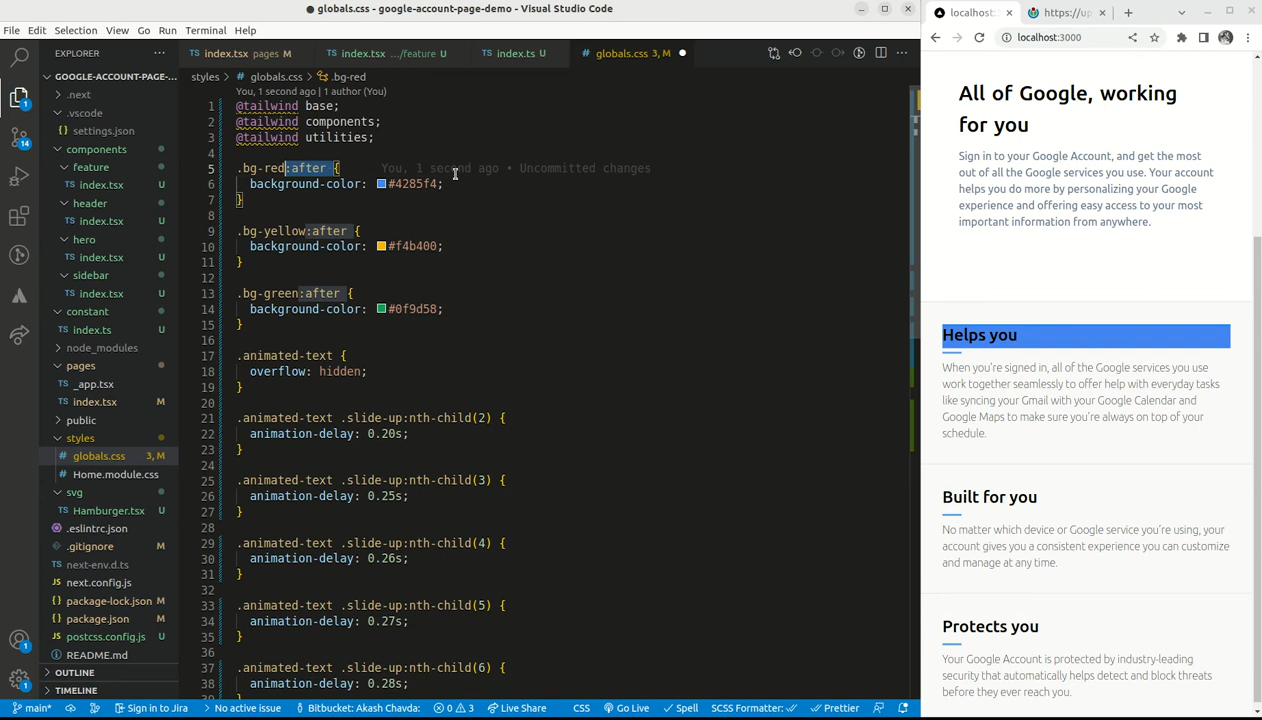 globals.css - google-account-page-demo - Visual Studio Code
File Edit Selection View Go Run Terminal Help
EXPLORER
GOOGLE-ACCOUNT-PAGE-...
.next
.vscode
settings.json
components
feature
index.tsx
header
index.tsx
hero
index.tsx
sidebar
index.tsx
constant
index.ts U
node_modules
pages
_app.tsx
index.tsx M
public
styles
globals.css 3, M
Home.module.css
svg
Hamburger.tsx U
.eslintrc.json
.gitignore M
next-env.d.ts
next.config.js
package-lock.json M
package.json M
postcss.config.js U
README.md
OUTLINE
TIMELINE
TS index.tsx pages M
TS index.tsx .../feature U
TS index.ts U
# globals.css 3, M
styles > # globals.css > .bg-red
You, 1 second ago | 1 author (You)
1 @tailwind base;
2 @tailwind components;
3 @tailwind utilities;
4
5 .bg-red:after { You, 1 second ago • Uncommitted changes
6 background-color: #4285f4;
7 }
8
9 .bg-yellow:after {
10 background-color: #f4b400;
11 }
12
13 .bg-green:after {
14 background-color: #0f9d58;
15 }
16
17 .animated-text {
18 overflow: hidden;
19 }
20
21 .animated-text .slide-up:nth-child(2) {
22 animation-delay: 0.20s;
23 }
24
25 .animated-text .slide-up:nth-child(3) {
26 animation-delay: 0.25s;
27 }
28
29 .animated-text .slide-up:nth-child(4) {
30 animation-delay: 0.26s;
31 }
32
33 .animated-text .slide-up:nth-child(5) {
34 animation-delay: 0.27s;
35 }
36
37 .animated-text .slide-up:nth-child(6) {
38 animation-delay: 0.28s;
main* Sign in to Jira No active issue Bitbucket: Akash Chavda: 0 3 Live Share CSS Go Live Spell SCSS Formatter: Prettier
localhost:
https://up
localhost:3000
All of Google, working
for you
Sign in to your Google Account, and get the most
out of all the Google services you use. Your account
helps you do more by personalizing your Google
experience and offering easy access to your most
important information from anywhere.
Helps you
When you're signed in, all of the Google services you use
work together seamlessly to offer help with everyday tasks
like syncing your Gmail with your Google Calendar and
Google Maps to make sure you're always on top of your
schedule.
Built for you
No matter which device or Google service you're using, your
account gives you a consistent experience you can customize
and manage at any time.
Protects you
Your Google Account is protected by industry-leading
security that automatically helps detect and block threats
before they ever reach you.